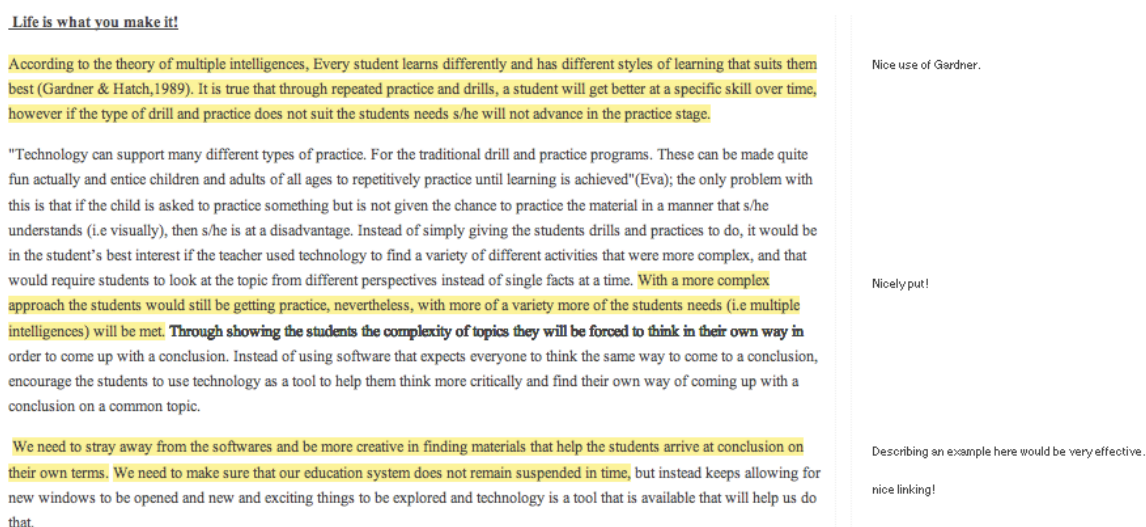 Life is what you make it!
According to the theory of multiple intelligences, Every student learns differently and has different styles of learning that suits them
best (Gardner & Hatch,1989). It is true that through repeated practice and drills, a student will get better at a specific skill over time,
however if the type of drill and practice does not suit the students needs s/he will not advance in the practice stage.
Nice use of Gardner.
"Technology can support many different types of practice. For the traditional drill and practice programs. These can be made quite
fun actually and entice children and adults of all ages to repetitively practice until learning is achieved"(Eva); the only problem with
this is that if the child is asked to practice something but is not given the chance to practice the material in a manner that s/he
understands (i.e visually), then s/he is at a disadvantage. Instead of simply giving the students drills and practices to do, it would be
in the student's best interest if the teacher used technology to find a variety of different activities that were more complex, and that
would require students to look at the topic from different perspectives instead of single facts at a time. With a more complex
approach the students would still be getting practice, nevertheless, with more of a variety more of the students needs (i.e multiple
intelligences) will be met. Through showing the students the complexity of topics they will be forced to think in their own way in
order to come up with a conclusion. Instead of using software that expects everyone to think the same way to come to a conclusion,
encourage the students to use technology as a tool to help them think more critically and find their own way of coming up with a
conclusion on a common topic.
Nicely put!
We need to stray away from the softwares and be more creative in finding materials that help the students arrive at conclusion on
their own terms. We need to make sure that our education system does not remain suspended in time, but instead keeps allowing for
new windows to be opened and new and exciting things to be explored and technology is a tool that is available that will help us do
that.
Describing an example here would be very effective.
nice linking!